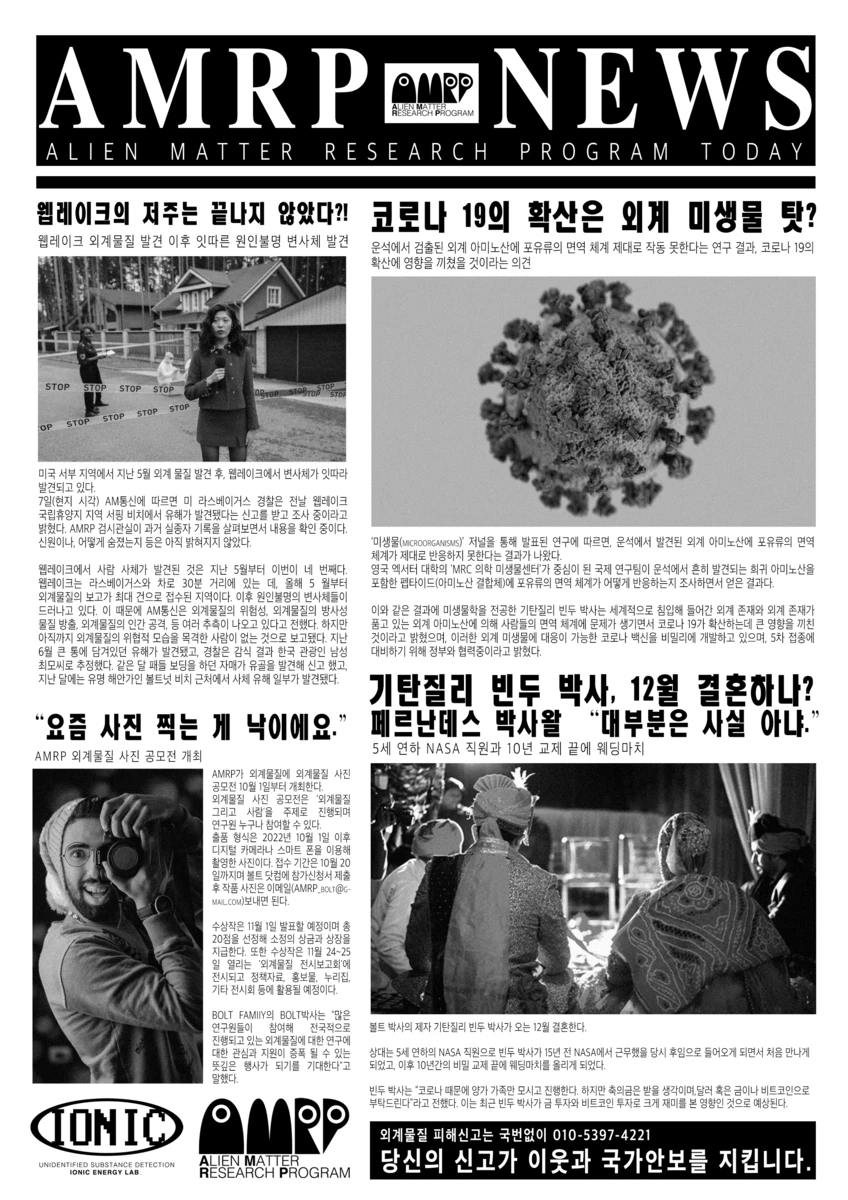 AMRP NEWS
AMRP
ALIEN MATTER
RESEARCH PROGRAM
ALIEN MATTER RESEARCH PROGRAM TODAY
웹레이크의 저주는 끝나지 않았다?!
웹레이크 외계물질 발견 이후 잇따른 원인불명 변사체 발견
STOP STOP STOP STOP OP STOP STOP STOP
OP STOP STOP STOP
미국 서부 지역에서 지난 5월 외계 물질 발견 후, 웹레이크에서 변사체가 잇따라
발견되고 있다.
7일(현지 시각) AM통신에 따르면 미 라스베이거스 경찰은 전날 웹레이크
국립휴양지 지역 서핑 비치에서 유해가 발견됐다는 신고를 받고 조사 중이라고
밝혔다. AMRP 검시관실이 과거 실종자 기록을 살펴보면서 내용을 확인 중이다.
신원이나, 어떻게 숨졌는지 등은 아직 밝혀지지 않았다.
웹레이크에서 사람 사체가 발견된 것은 지난 5월부터 이번이 네 번째다.
웹레이크는 라스베이거스와 차로 30분 거리에 있는 데, 올해 5 월부터
외계물질의 보고가 최대 건으로 접수된 지역이다. 이후 원인불명의 변사체들이
드러나고 있다. 이 때문에 AM통신은 외계물질의 위험성, 외계물질의 방사성
물질 방출, 외계물질의 인간 공격, 등 여러 추측이 나오고 있다고 전했다. 하지만
아직까지 외계물질의 위협적 모습을 목격한 사람이 없는 것으로 보고됐다. 지난
6월 큰 통에 담겨있던 유해가 발견됐고, 경찰은 감식 결과 한국 관광인 남성
최모씨로 추정했다. 같은 달 패들 보딩을 하던 자매가 유골을 발견해 신고 했고,
지난 달에는 유명 해안가인 볼트넛 비치 근처에서 사체 유해 일부가 발견됐다.
“요즘 사진 찍는 게 낙이에요.”
AMRP 외계물질 사진 공모전 개최
AMRP가 외계물질에 외계물질 사진
공모전 10월 1일부터 개최한다.
외계물질 사진 공모전은 ‘외계물질
그리고 사람’을 주제로 진행되며
연구원 누구나 참여할 수 있다.
출품 형식은 2022년 10월 1일 이후
디지털 카메라나 스마트 폰을 이용해
촬영한 사진이다. 접수 기간은 10월 20
일까지며 볼트 닷컴에 참가신청서 제출
후 작품 사진은 이메일(AMRP_BOLT@G-
MAIL.COM)보내면 된다.
수상작은 11월 1일 발표할 예정이며 총
20점을 선정해 소정의 상금과 상장을
지급한다. 또한 수상작은 11월 24~25
일 열리는 ‘외계물질 전시보고회’에
전시되고 정책자료, 홍보물, 누리집,
기타 전시회 등에 활용될 예정이다.
BOLT FAMIIY의 BOLT박사는 “많은
연구원들이 참여해 전국적으로
진행되고 있는 외계물질에 대한 연구에
대한 관심과 지원이 증폭 될 수 있는
뜻깊은 행사가 되기를 기대한다”고
말했다.
IONIC
UNIDENTIFIED SUBSTANCE DETECTION
IONIC ENERGY LAB.
AMRP
ALIEN MATTER
RESEARCH PROGRAM
코로나 19의 확산은 외계 미생물 탓?
운석에서 검출된 외계 아미노산에 포유류의 면역 체계 제대로 작동 못한다는 연구 결과, 코로나 19의
확산에 영향을 끼쳤을 것이라는 의견
‘미생물(MICROORGANISMS)’ 저널을 통해 발표된 연구에 따르면, 운석에서 발견된 외계 아미노산에 포유류의 면역
체계가 제대로 반응하지 못한다는 결과가 나왔다.
영국 엑서터 대학의 ‘MRC 의학 미생물센터’가 중심이 된 국제 연구팀이 운석에서 흔히 발견되는 희귀 아미노산을
포함한 펩타이드(아미노산 결합체)에 포유류의 면역 체계가 어떻게 반응하는지 조사하면서 얻은 결과다.
이와 같은 결과에 미생물학을 전공한 기탄질리 빈두 박사는 세계적으로 침입해 들어간 외계 존재와 외계 존재가
품고 있는 외계 아미노산에 의해 사람들의 면역 체계에 문제가 생기면서 코로나 19가 확산하는데 큰 영향을 끼친
것이라고 밝혔으며, 이러한 외계 미생물에 대응이 가능한 코로나 백신을 비밀리에 개발하고 있으며, 5차 접종에
대비하기 위해 정부와 협력중이라고 밝혔다.
기탄질리 빈두 박사, 12월 결혼하나?
페르난데스 박사왈 “대부분은 사실 아냐.”
5세 연하 NASA 직원과 10년 교제 끝에 웨딩마치
볼트 박사의 제자 기탄질리 빈두 박사가 오는 12월 결혼한다.
상대는 5세 연하의 NASA 직원으로 빈두 박사가 15년 전 NASA에서 근무했을 당시 후임으로 들어오게 되면서 처음 만나게
되었고, 이후 10년간의 비밀 교제 끝에 웨딩마치를 올리게 되었다.
빈두 박사는 “코로나 때문에 양가 가족만 모시고 진행한다. 하지만 축의금은 받을 생각이며,달러 혹은 금이나 비트코인으로
부탁드린다”라고 전했다. 이는 최근 빈두 박사가 금 투자와 비트코인 투자로 크게 재미를 본 영향인 것으로 예상된다.
외계물질 피해신고는 국번없이 010-5397-4221
당신의 신고가 이웃과 국가안보를 지킵니다.